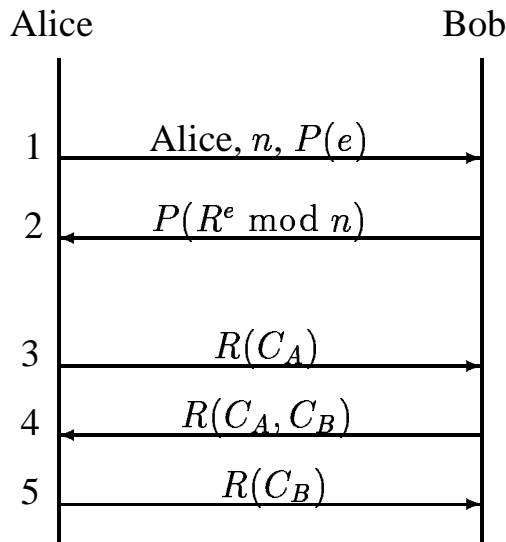 Alice Bob
1 Alice, n, P(e)
2 P(R^e mod n)
3 R(C_A)
4 R(C_A, C_B)
5 R(C_B)